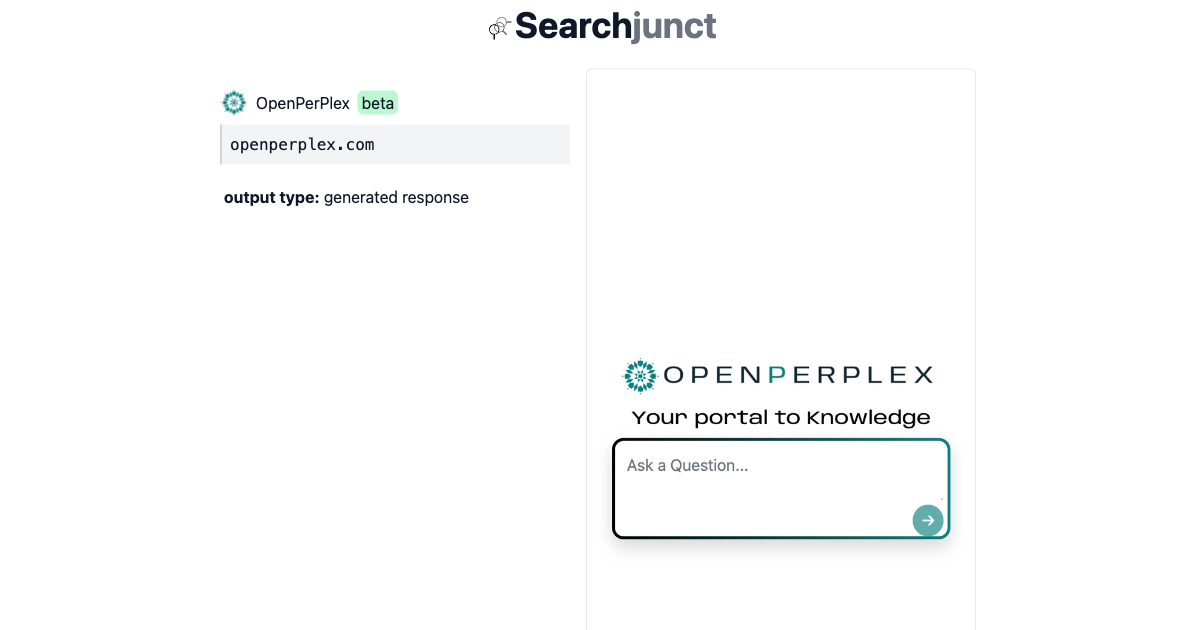 Searchjunct
OpenPerPlex beta
openperplex.com
output type: generated response
OPENPERPLEX
Your portal to Knowledge
Ask a Question...